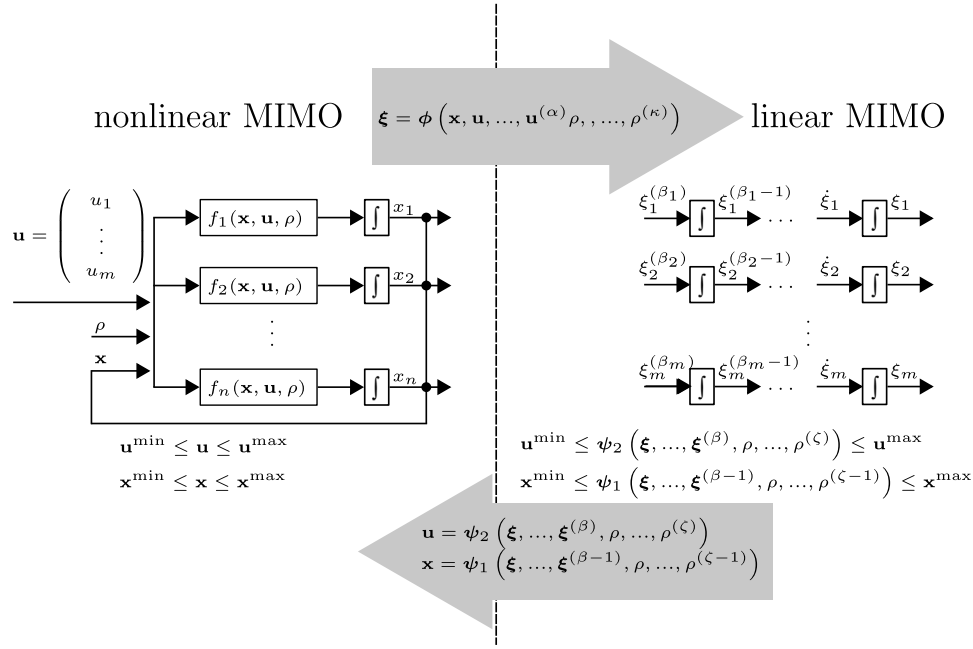 nonlinear MIMO
ξ = ϕ (x, u, ..., u^(α) ρ, , ..., ρ^(κ))
linear MIMO
u = ( u_1 ⋮ u_m )
ρ
x
f_1(x, u, ρ) ∫ x_1
f_2(x, u, ρ) ∫ x_2
⋮
f_n(x, u, ρ) ∫ x_n
u^min ≤ u ≤ u^max
x^min ≤ x ≤ x^max
ξ_1^(β_1) ∫ ξ_1^(β_1−1) ··· ξ̇_1 ∫ ξ_1
ξ_2^(β_2) ∫ ξ_2^(β_2−1) ··· ξ̇_2 ∫ ξ_2
⋮
ξ_m^(β_m) ∫ ξ_m^(β_m−1) ··· ξ̇_m ∫ ξ_m
u^min ≤ ψ_2 (ξ, ..., ξ^(β), ρ, ..., ρ^(ζ)) ≤ u^max
x^min ≤ ψ_1 (ξ, ..., ξ^(β−1), ρ, ..., ρ^(ζ−1)) ≤ x^max
u = ψ_2 (ξ, ..., ξ^(β), ρ, ..., ρ^(ζ))
x = ψ_1 (ξ, ..., ξ^(β−1), ρ, ..., ρ^(ζ−1))